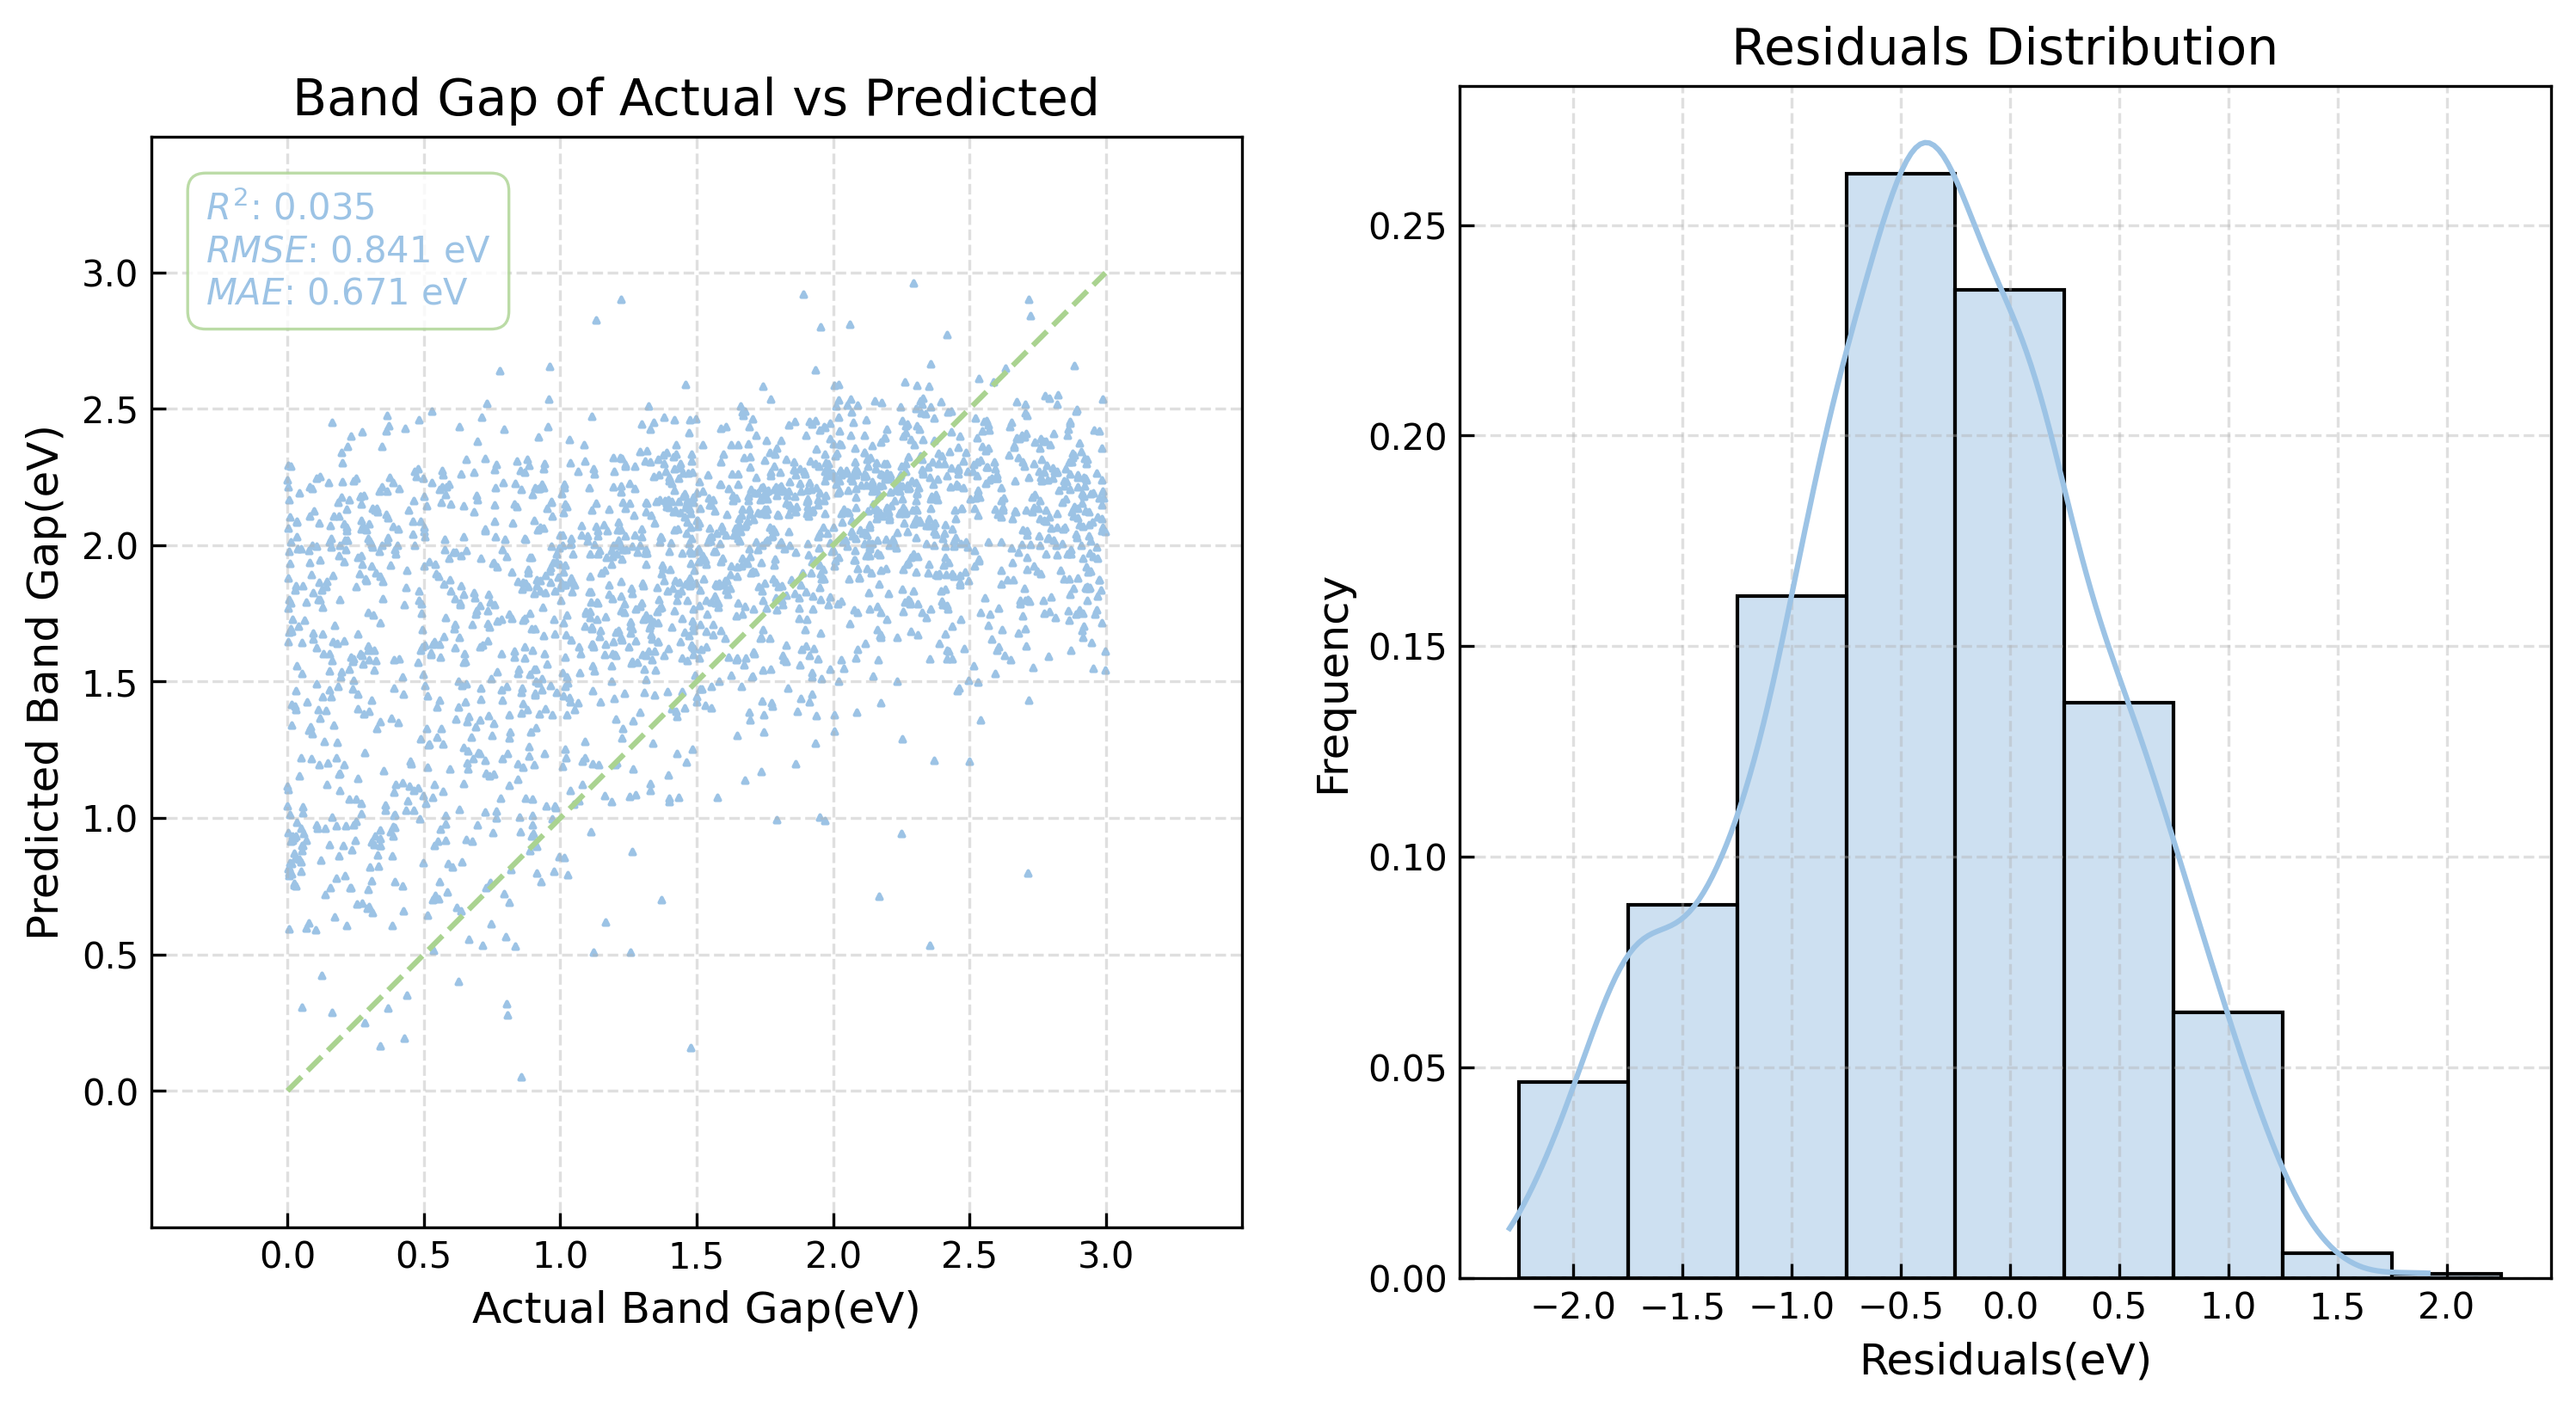 Band Gap of Actual vs Predicted
R²: 0.035
RMSE: 0.841 eV
MAE: 0.671 eV
Predicted Band Gap(eV)
3.0
2.5
2.0
1.5
1.0
0.5
0.0
0.0 0.5 1.0 1.5 2.0 2.5 3.0
Actual Band Gap(eV)
Residuals Distribution
Frequency
0.25
0.20
0.15
0.10
0.05
0.00
−2.0 −1.5 −1.0 −0.5 0.0 0.5 1.0 1.5 2.0
Residuals(eV)